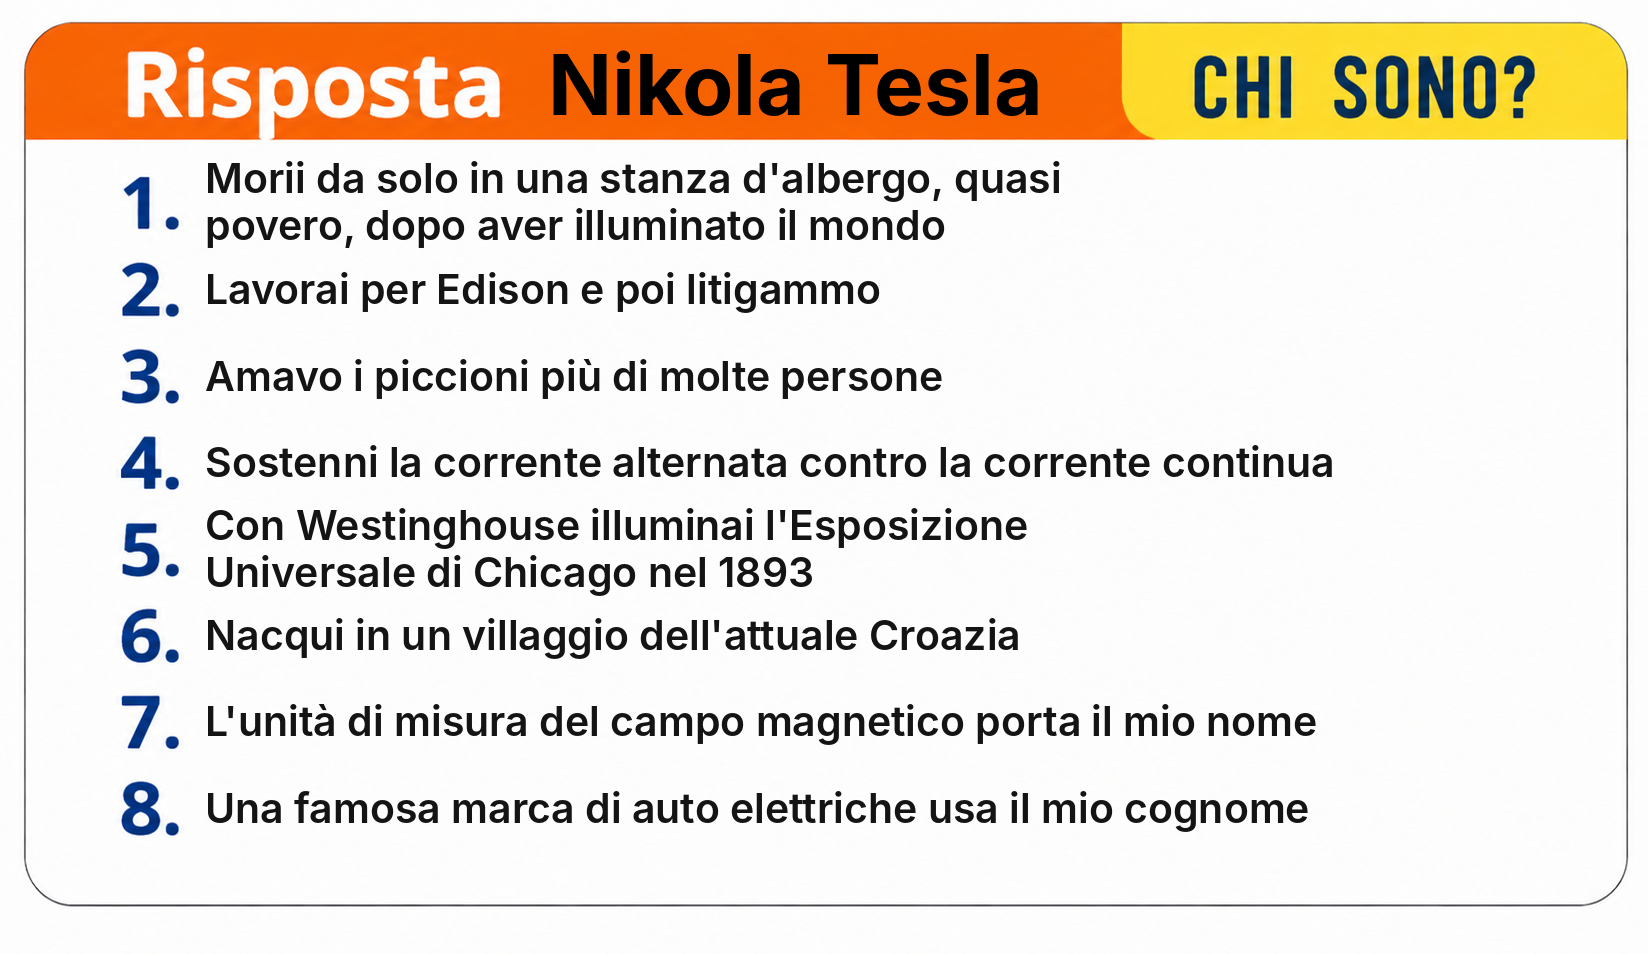 Risposta Nikola Tesla CHI SONO?
1. Morii da solo in una stanza d'albergo, quasi
povero, dopo aver illuminato il mondo
2. Lavorai per Edison e poi litigammo
3. Amavo i piccioni più di molte persone
4. Sostenni la corrente alternata contro la corrente continua
5. Con Westinghouse illuminai l'Esposizione
Universale di Chicago nel 1893
6. Nacqui in un villaggio dell'attuale Croazia
7. L'unità di misura del campo magnetico porta il mio nome
8. Una famosa marca di auto elettriche usa il mio cognome